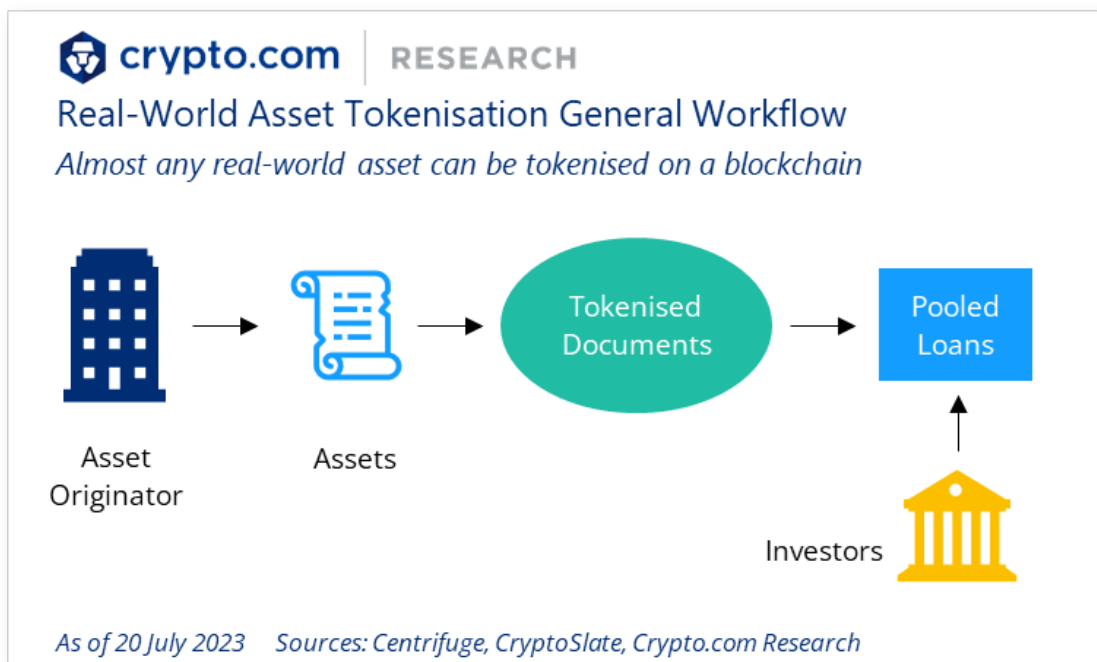 crypto.com RESEARCH
Real-World Asset Tokenisation General Workflow
Almost any real-world asset can be tokenised on a blockchain
Asset
Originator
Assets
Tokenised
Documents
Pooled
Loans
Investors
As of 20 July 2023 Sources: Centrifuge, CryptoSlate, Crypto.com Research